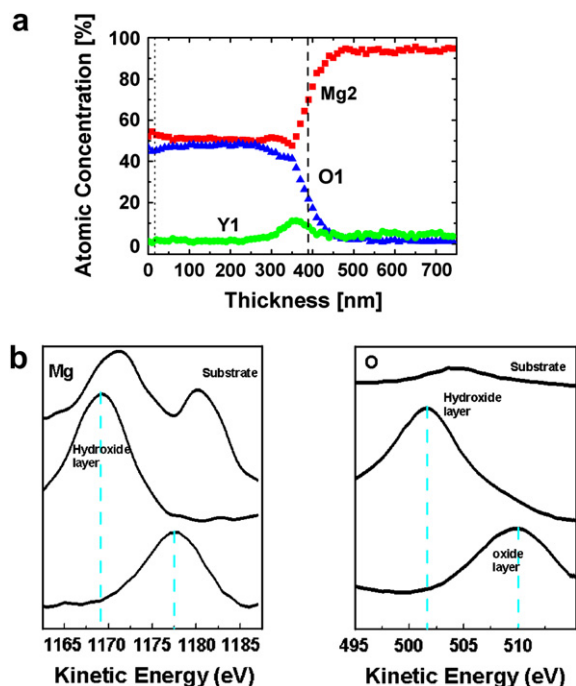 a
Atomic Concentration [%]
100
80
60
40
20
0
Mg2
O1
Y1
0 100 200 300 400 500 600 700
Thickness [nm]
b
Mg
Substrate
Hydroxide
layer
1165 1170 1175 1180 1185
Kinetic Energy (eV)
O
Substrate
Hydroxide
layer
oxide
layer
495 500 505 510
Kinetic Energy (eV)